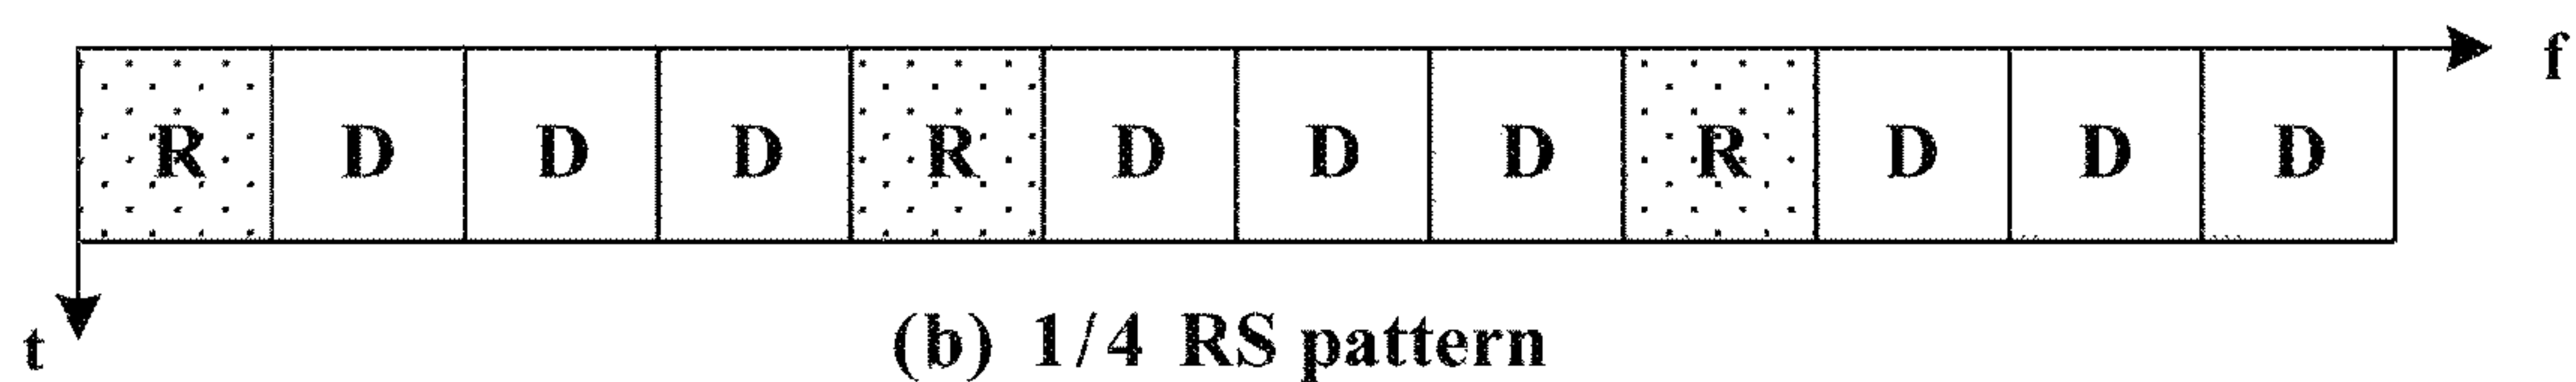 f
R D D D R D D D R D D D
t
(b) 1/4 RS pattern